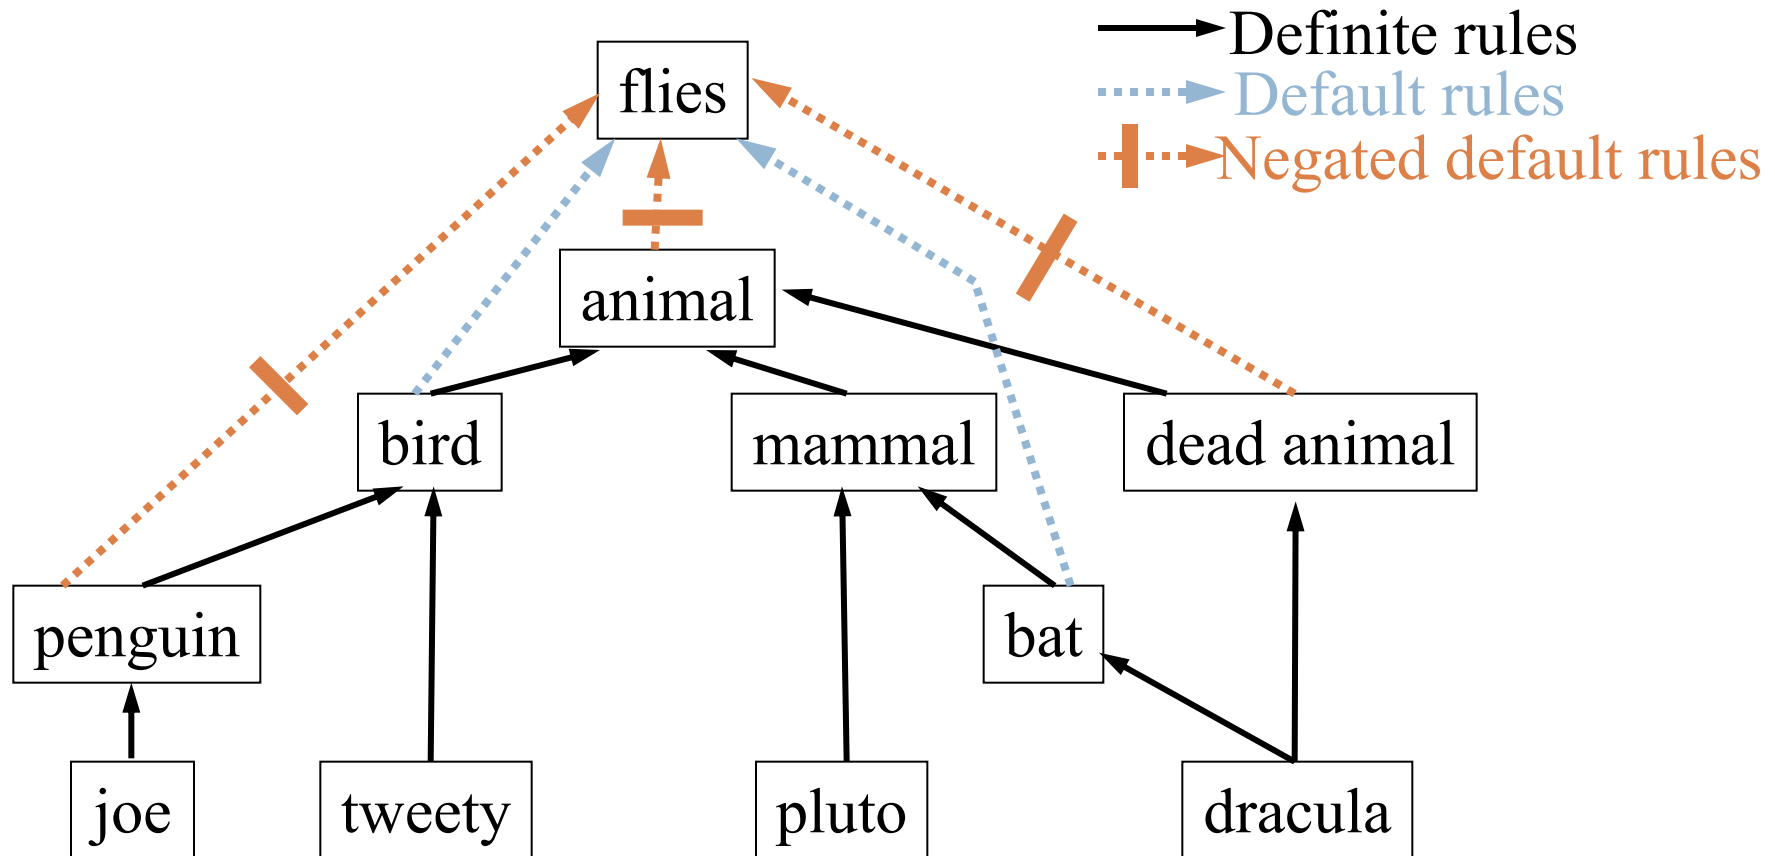 Definite rules
Default rules
Negated default rules
flies
animal
bird
mammal
dead animal
penguin
bat
joe
tweety
pluto
dracula